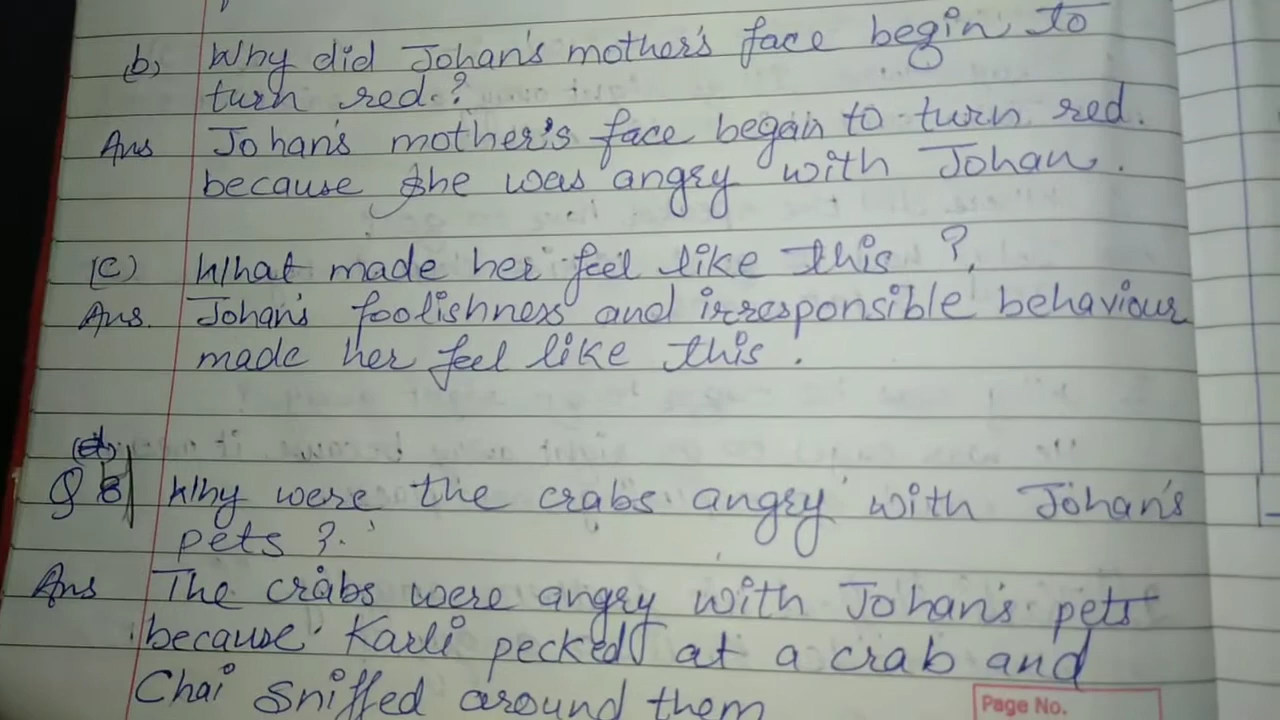 b) Why did Johan's mother's face begin to
turn red.?
Ans Johan's mother's face began to turn red.
because she was angry with Johan.
(c) What made her feel like this?
Ans. Johan's foolishness and irresponsible behaviour
made her feel like this.
(d)
Q 8 Why were the crabs angry with Johan's
pets?
Ans The crabs were angry with Johan's pets
because Karli pecked at a crab and
Chai sniffed around them
Page No.